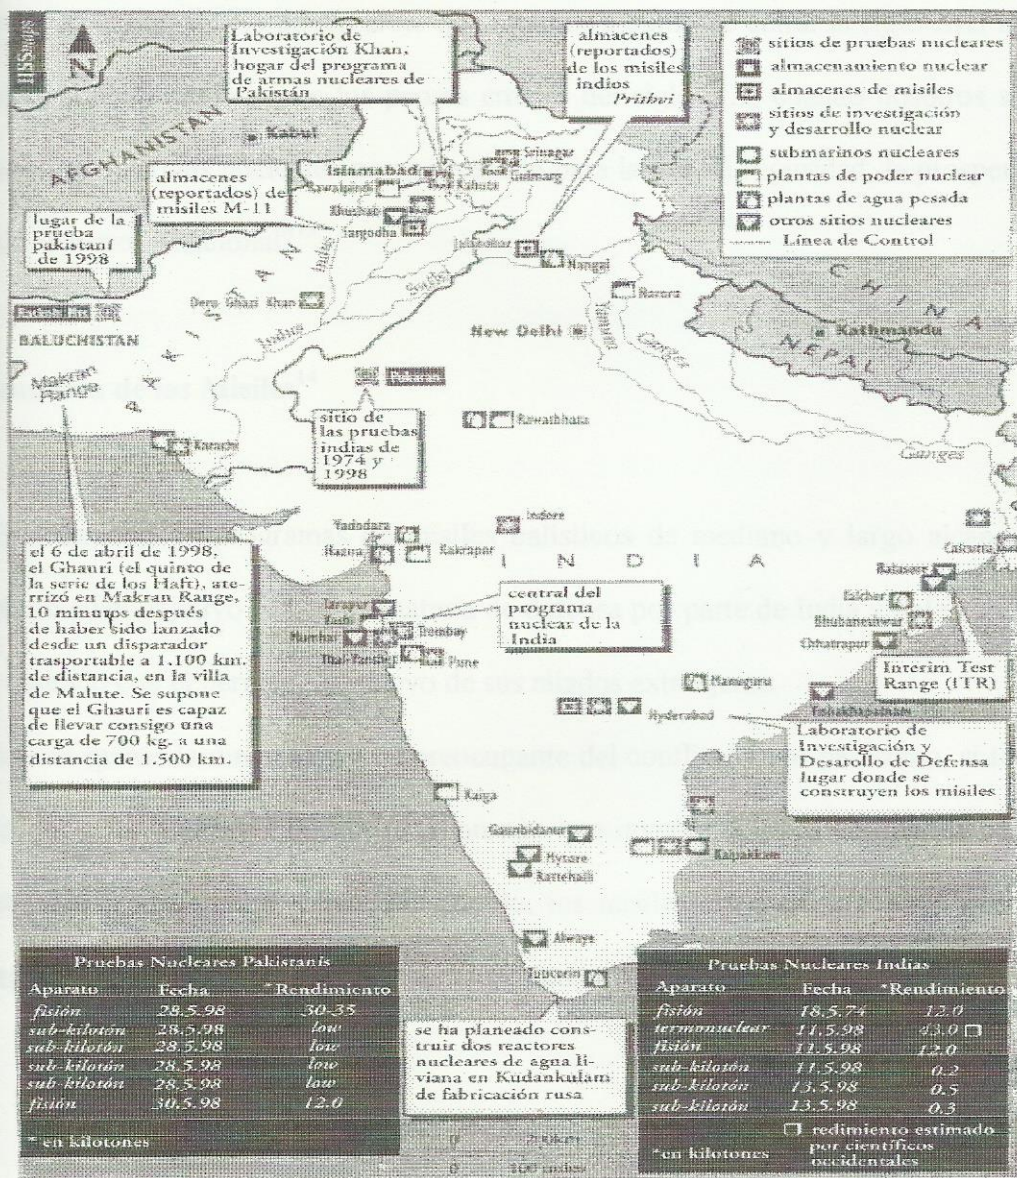 N
Laboratorio de
Investigación Khan,
hogar del programa
de armas nucleares de
Pakistán
almacenes
(reportados)
de los misiles
indios
Prithvi
sitios de pruebas nucleares
almacenamiento nuclear
almacenes de misiles
sitios de investigación
y desarrollo nuclear
submarinos nucleares
plantas de poder nuclear
plantas de agua pesada
otros sitios nucleares
Línea de Control
AFGHANISTAN
Kabul
Islamabad
Rawalpindi
Kahuta
Srinagar
Gulmarg
almacenes
(reportados) de
misiles M-11
Khushab
Sargodha
lugar de la
prueba
pakistaní
de 1998
Jalandhar
Nangal
Dera Ghazi Khan
Indus
Narora
CHINA
BALUCHISTAN
PAKISTAN
New Delhi
Kathmandu
NEPAL
Makran
Range
Ganges
sitio de
las pruebas
indias de
1974 y
1998
Rawatbhata
Ganges
Karachi
Indore
Vadodara
Hazira
Kakrapar
INDIA
el 6 de abril de 1998,
el Ghauri (el quinto de
la serie de los Haft), ate-
rrizó en Makran Range,
10 minutos después
de haber sido lanzado
desde un disparador
trasportable a 1.100 km.
de distancia, en la villa
de Malute. Se supone
que el Ghauri es capaz
de llevar consigo una
carga de 700 kg. a una
distancia de 1.500 km.
Calcutta
Balasore
Talcher
Bhubaneshwar
Chhatrapur
central del
programa
nuclear de la
India
Tarapur
Mumbai
Trombay
Pune
Interim Test
Range (ITR)
Manuguru
Hyderabad
Vishakhapatnam
Laboratorio de
Investigación y
Desarollo de Defensa
lugar donde se
construyen los misiles
Kaiga
Gauribidanur
Mysore
Rattehalli
Kalpakkam
Alwaye
Tuticorin
Pruebas Nucleares Pakistanís
Aparato Fecha *Rendimiento
fisión 28.5.98 30-35
sub-kilotón 28.5.98 low
sub-kilotón 28.5.98 low
sub-kilotón 28.5.98 low
sub-kilotón 28.5.98 low
fisión 30.5.98 12.0
* en kilotones
se ha planeado cons-
truir dos reactores
nucleares de agua li-
viana en Kudankulam
de fabricación rusa
0 200km
0 100 miles
Pruebas Nucleares Indias
Aparato Fecha *Rendimiento
fisión 18.5.74 12.0
termonuclear 11.5.98 43.0
fisión 11.5.98 12.0
sub-kilotón 11.5.98 0.2
sub-kilotón 13.5.98 0.5
sub-kilotón 13.5.98 0.3
redimiento estimado
por científicos
occidentales
*en kilotones